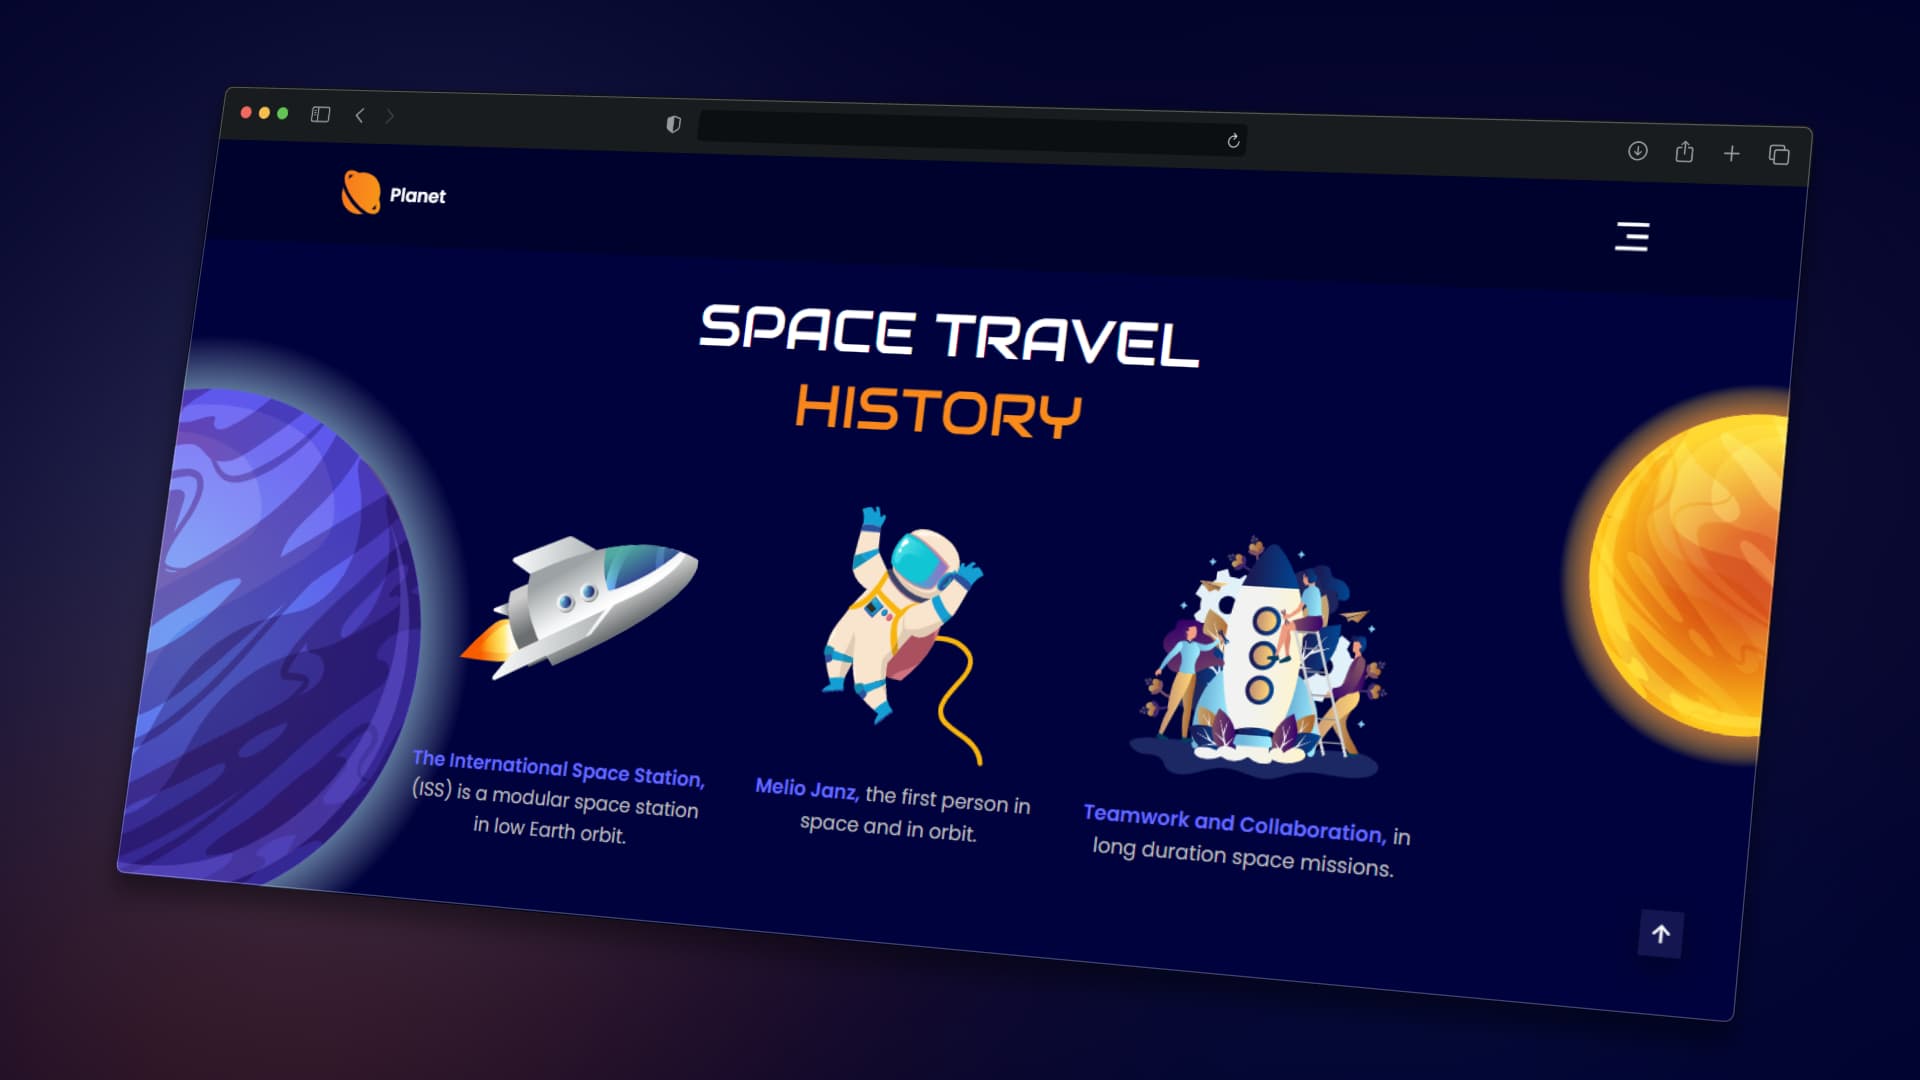 Planet
SPACE TRAVEL
HISTORY
The International Space Station,
(ISS) is a modular space station
in low Earth orbit.
Melio Janz, the first person in
space and in orbit.
Teamwork and Collaboration, in
long duration space missions.